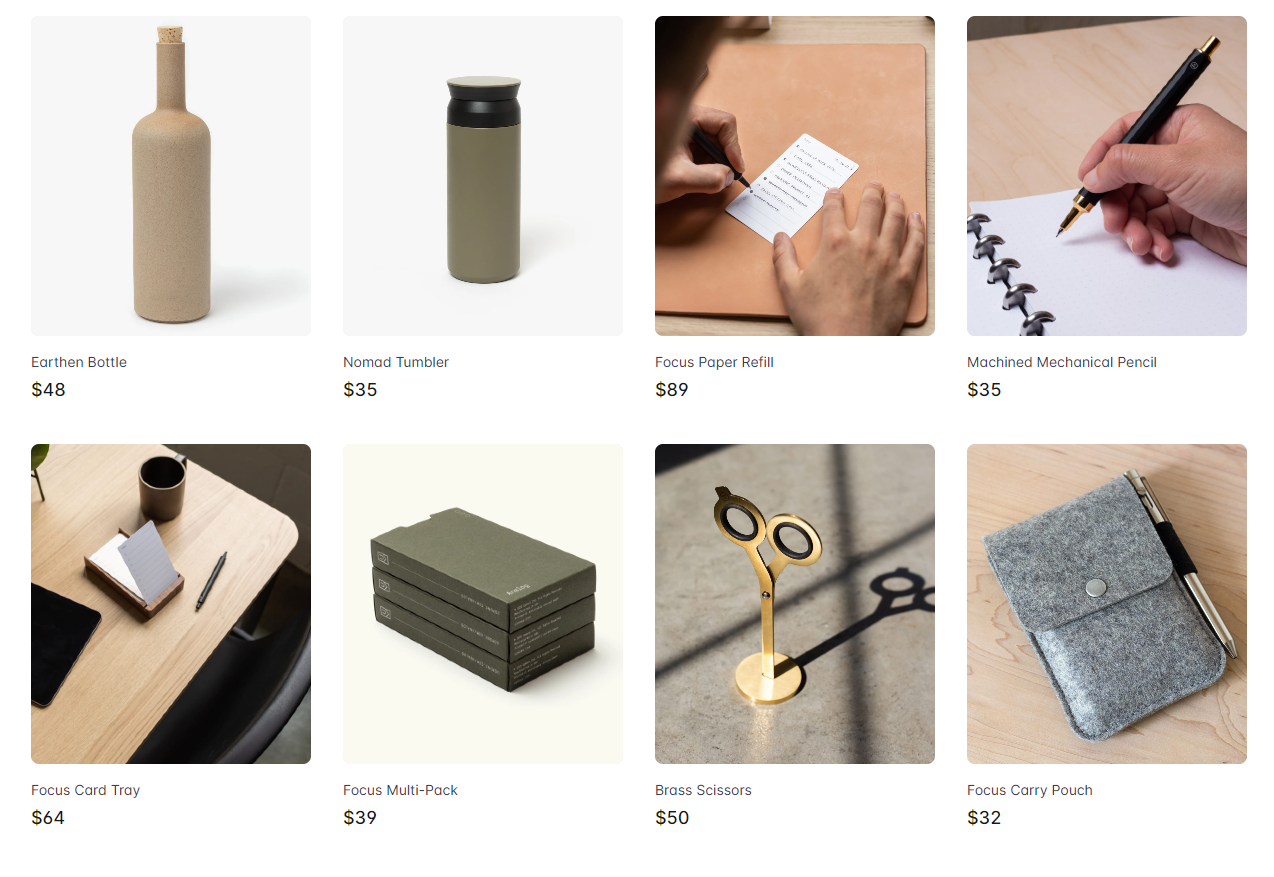 Earthen Bottle
Nomad Tumbler
Focus Paper Refill
Machined Mechanical Pencil
$48
$35
$89
$35
Analog
Focus Card Tray
Focus Multi-Pack
Brass Scissors
Focus Carry Pouch
$64
$39
$50
$32